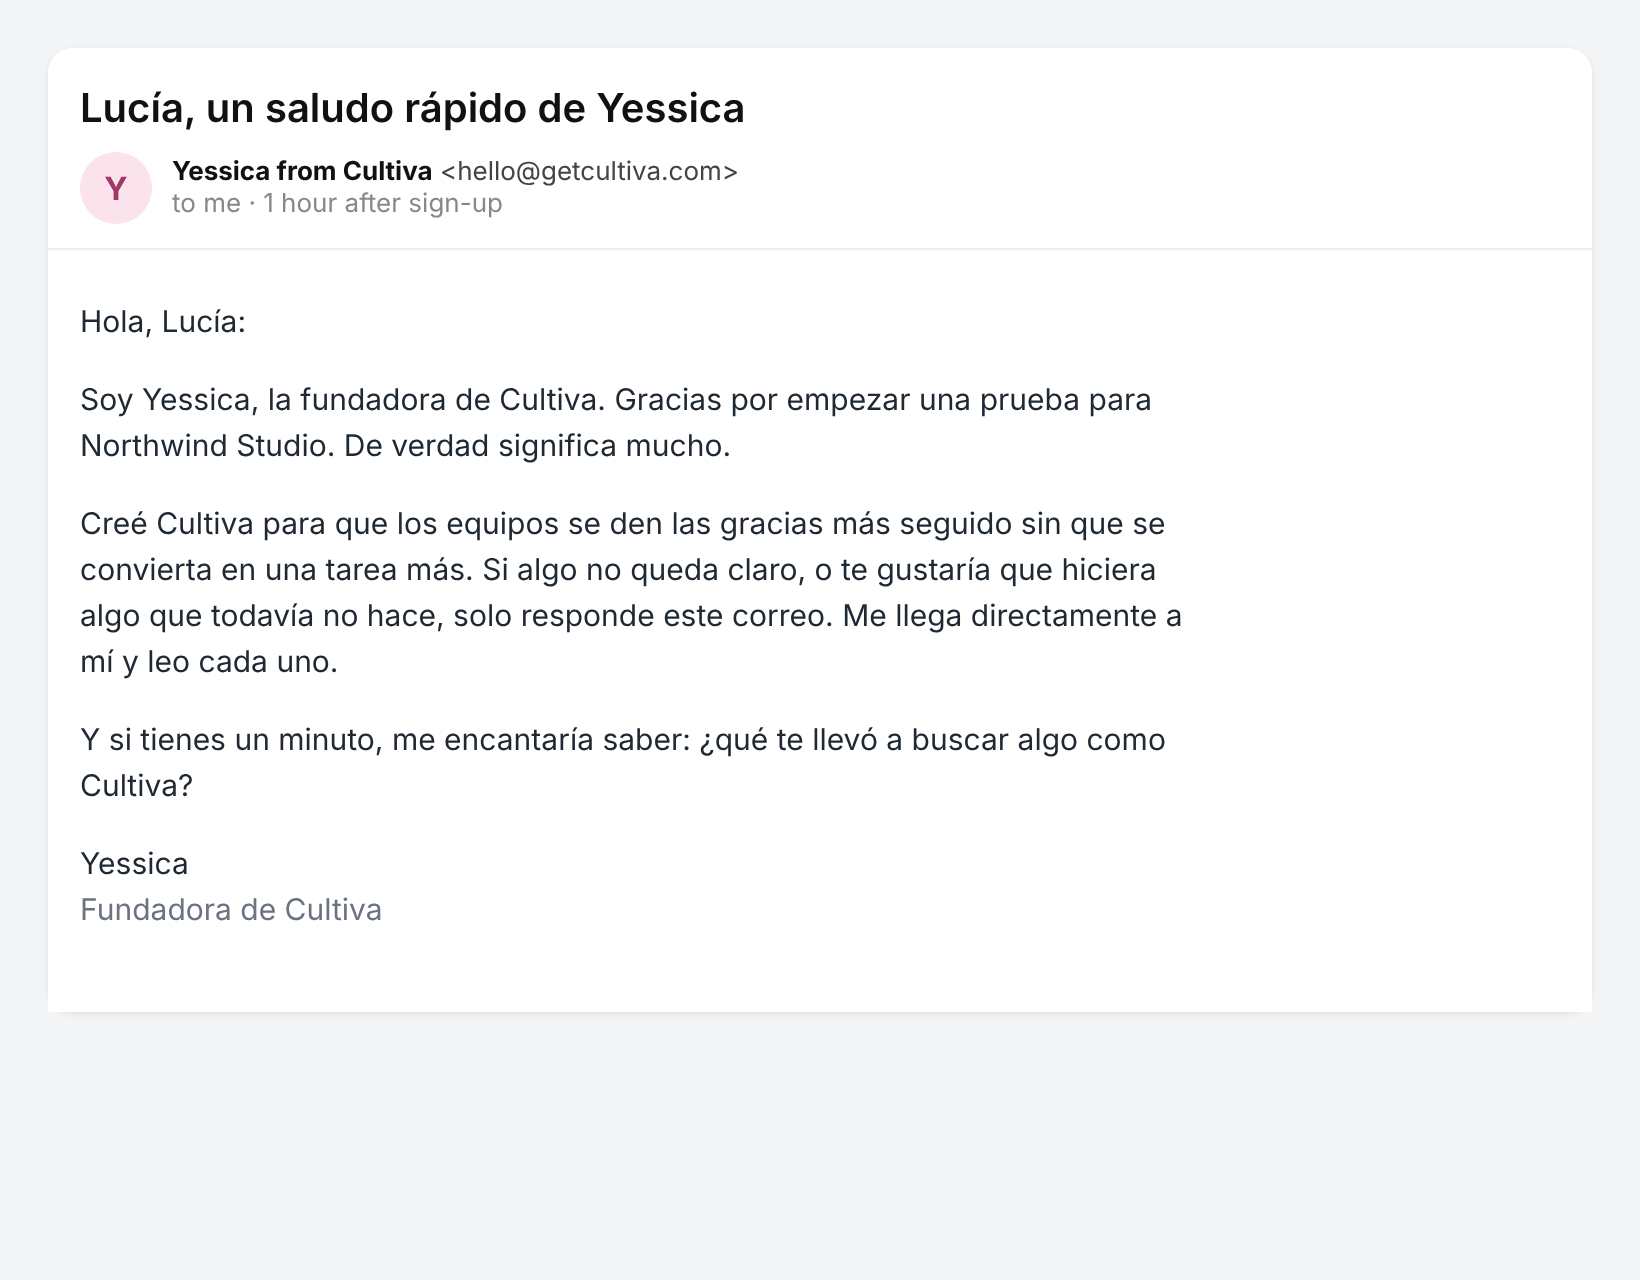 Lucía, un saludo rápido de Yessica
Y
Yessica from Cultiva <hello@getcultiva.com>
to me · 1 hour after sign-up
Hola, Lucía:
Soy Yessica, la fundadora de Cultiva. Gracias por empezar una prueba para
Northwind Studio. De verdad significa mucho.
Creé Cultiva para que los equipos se den las gracias más seguido sin que se
convierta en una tarea más. Si algo no queda claro, o te gustaría que hiciera
algo que todavía no hace, solo responde este correo. Me llega directamente a
mí y leo cada uno.
Y si tienes un minuto, me encantaría saber: ¿qué te llevó a buscar algo como
Cultiva?
Yessica
Fundadora de Cultiva